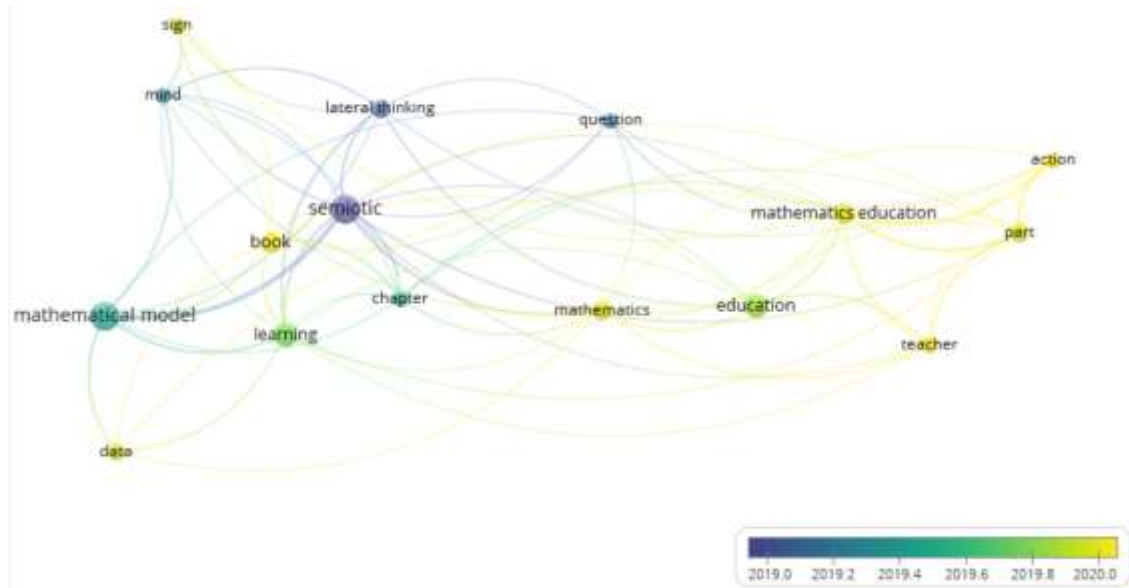 sign
mind
lateral thinking
question
action
semiotic
mathematics education
part
book
chapter
mathematics
education
mathematical model
learning
teacher
data
2019.0 2019.2 2019.4 2019.6 2019.8 2020.0